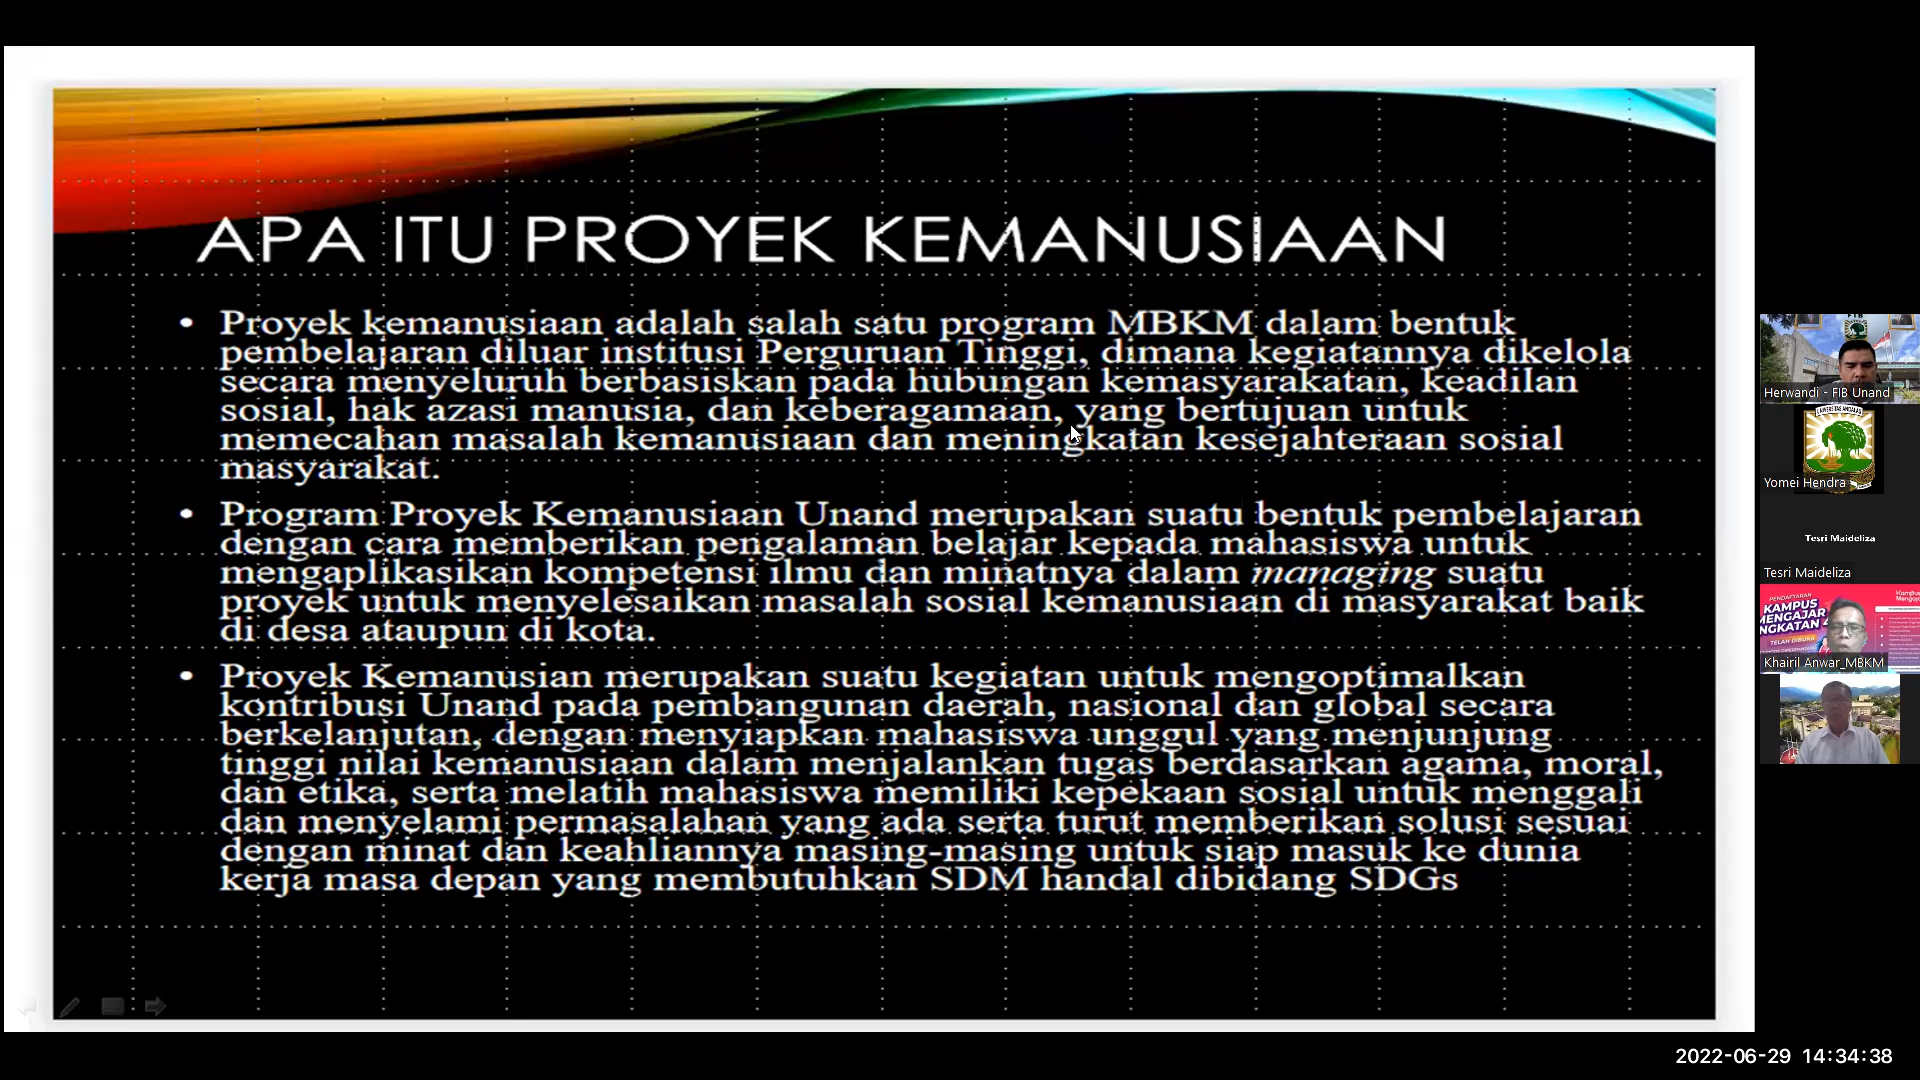 APA ITU PROYEK KEMANUSIAAN
• Proyek kemanusiaan adalah salah satu program MBKM dalam bentuk
pembelajaran diluar institusi Perguruan Tinggi, dimana kegiatannya dikelola
secara menyeluruh berbasiskan pada hubungan kemasyarakatan, keadilan
sosial, hak azasi manusia, dan keberagamaan, yang bertujuan untuk
memecahan masalah kemanusiaan dan meningkatan kesejahteraan sosial
masyarakat.
• Program Proyek Kemanusiaan Unand merupakan suatu bentuk pembelajaran
dengan cara memberikan pengalaman belajar kepada mahasiswa untuk
mengaplikasikan kompetensi ilmu dan minatnya dalam managing suatu
proyek untuk menyelesaikan masalah sosial kemanusiaan di masyarakat baik
di desa ataupun di kota.
• Proyek Kemanusian merupakan suatu kegiatan untuk mengoptimalkan
kontribusi Unand pada pembangunan daerah, nasional dan global secara
berkelanjutan, dengan menyiapkan mahasiswa unggul yang menjunjung
tinggi nilai kemanusiaan dalam menjalankan tugas berdasarkan agama, moral,
dan etika, serta melatih mahasiswa memiliki kepekaan sosial untuk menggali
dan menyelami permasalahan yang ada serta turut memberikan solusi sesuai
dengan minat dan keahliannya masing-masing untuk siap masuk ke dunia
kerja masa depan yang membutuhkan SDM handal dibidang SDGs
Herwandi - FIB Unand
Yomei Hendra
Tesri Maideliza
Tesri Maideliza
PENDAFTARAN
KAMPUS
MENGAJAR
NGKATAN 4
TELAH DIBUKA
Khairil Anwar_MBKM
2022-06-29 14:34:38